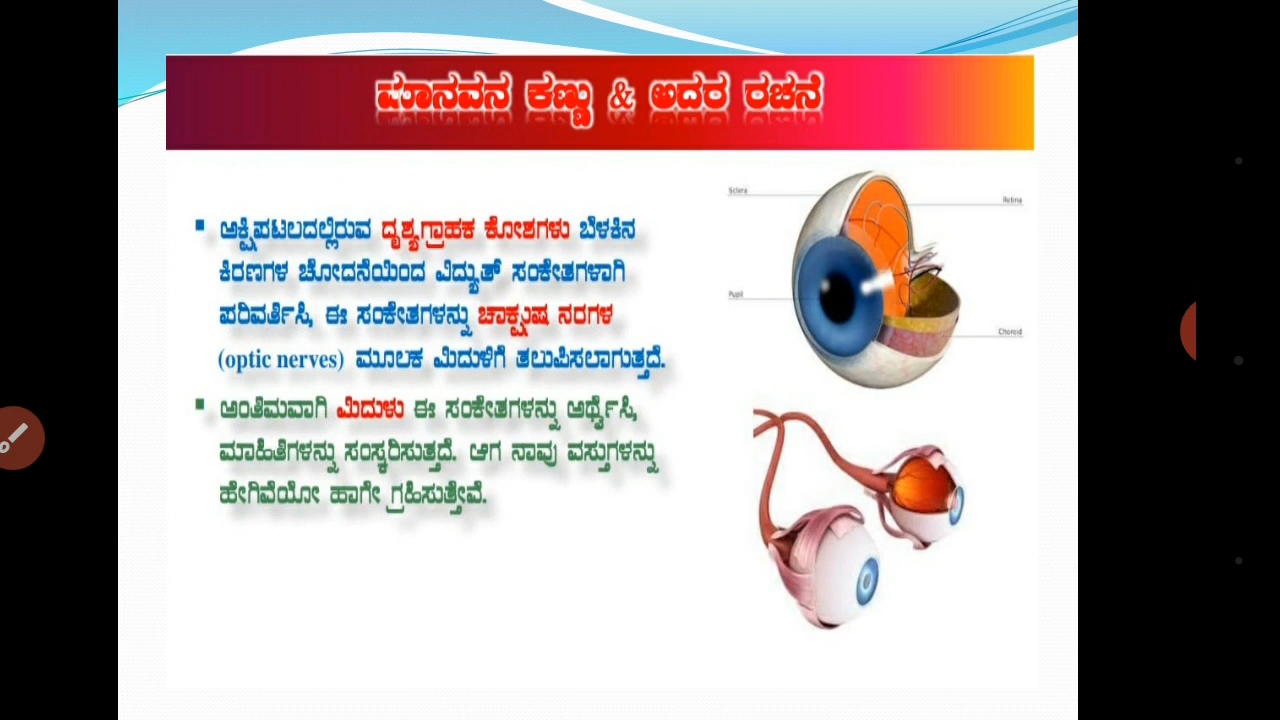 ಮಾನವನ ಕಣ್ಣು & ಅದರ ರಚನೆ
ಅಕ್ಷಿಪಟಲದಲ್ಲಿರುವ ದೃಶ್ಯಗ್ರಾಹಕ ಕೋಶಗಳು ಬೆಳಕಿನ
ಕಿರಣಗಳ ಚೋದನೆಯಿಂದ ವಿದ್ಯುತ್ ಸಂಕೇತಗಳಾಗಿ
ಪರಿವರ್ತಿಸಿ, ಈ ಸಂಕೇತಗಳನ್ನು ಚಾಕ್ಷುಷ ನರಗಳ
(optic nerves) ಮೂಲಕ ಮಿದುಳಿಗೆ ತಲುಪಿಸಲಾಗುತ್ತದೆ.
ಅಂತಿಮವಾಗಿ ಮಿದುಳು ಈ ಸಂಕೇತಗಳನ್ನು ಅರ್ಥೈಸಿ,
ಮಾಹಿತಿಗಳನ್ನು ಸಂಸ್ಕರಿಸುತ್ತದೆ. ಆಗ ನಾವು ವಸ್ತುಗಳನ್ನು
ಹೇಗಿವೆಯೋ ಹಾಗೇ ಗ್ರಹಿಸುತ್ತೇವೆ.
Sclera
Retina
Pupil
Choroid